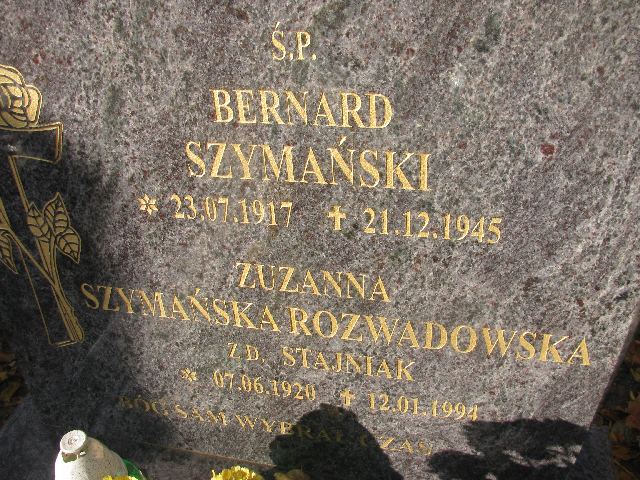 Ś.P.
BERNARD
SZYMAŃSKI
* 23.07.1917 ✝ 21.12.1945
ZUZANNA
SZYMAŃSKA ROZWADOWSKA
Z.D. STAJNIAK
* 07.06.1920 ✝ 12.01.1994
BÓG SAM WYBRAŁ CZAS